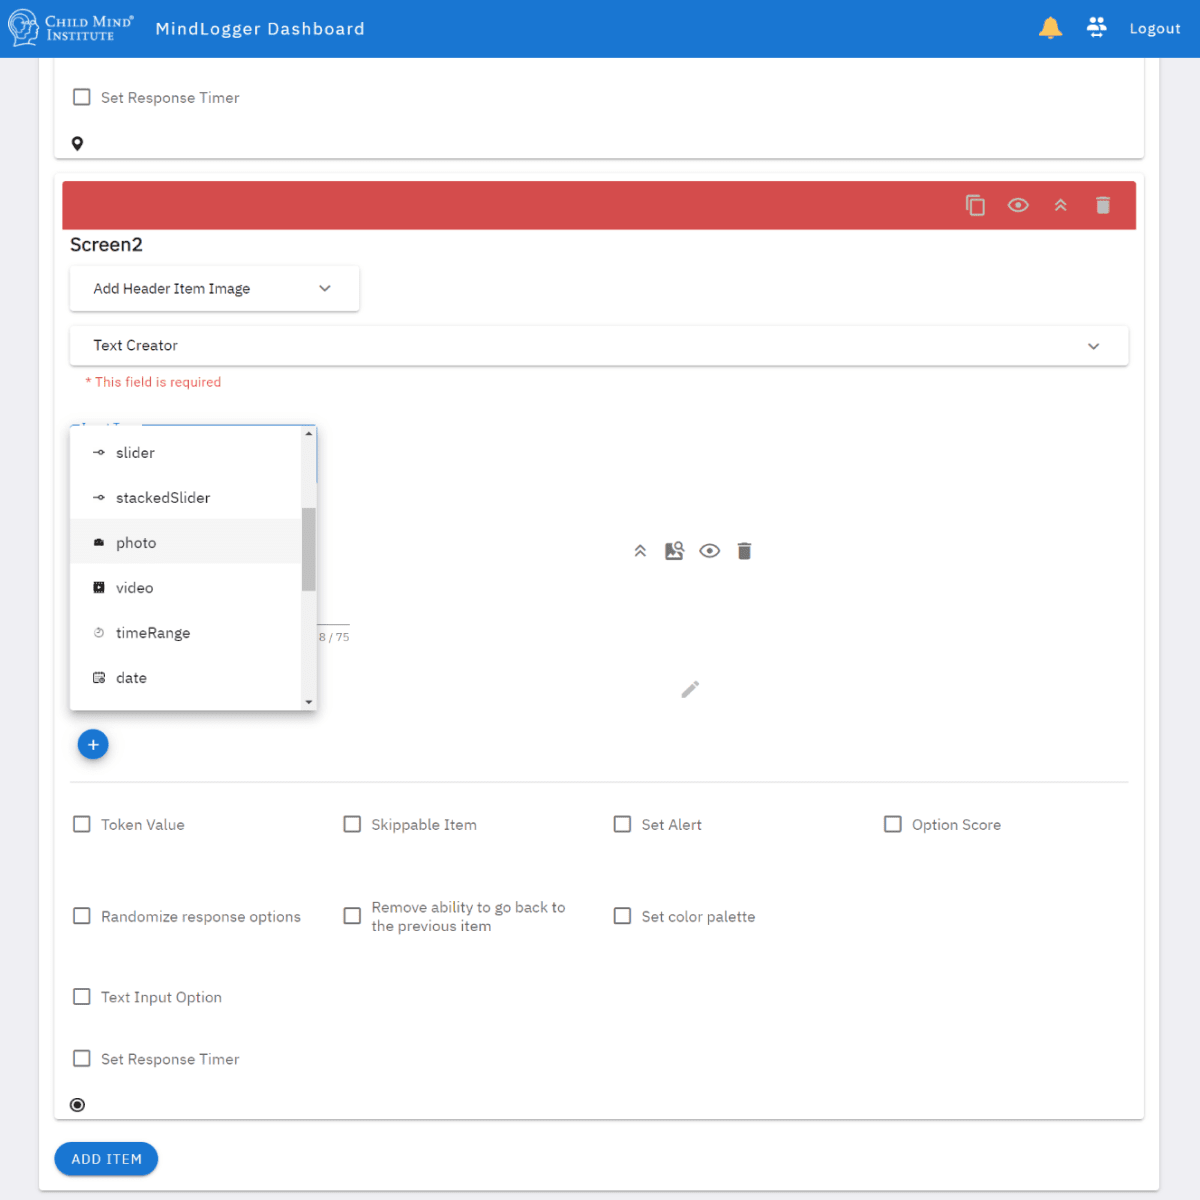 CHILD MIND® INSTITUTE
MindLogger Dashboard
Logout
Set Response Timer
Screen2
Add Header Item Image
Text Creator
* This field is required
slider
stackedSlider
photo
video
timeRange
date
8 / 75
Token Value
Skippable Item
Set Alert
Option Score
Randomize response options
Remove ability to go back to
the previous item
Set color palette
Text Input Option
Set Response Timer
ADD ITEM